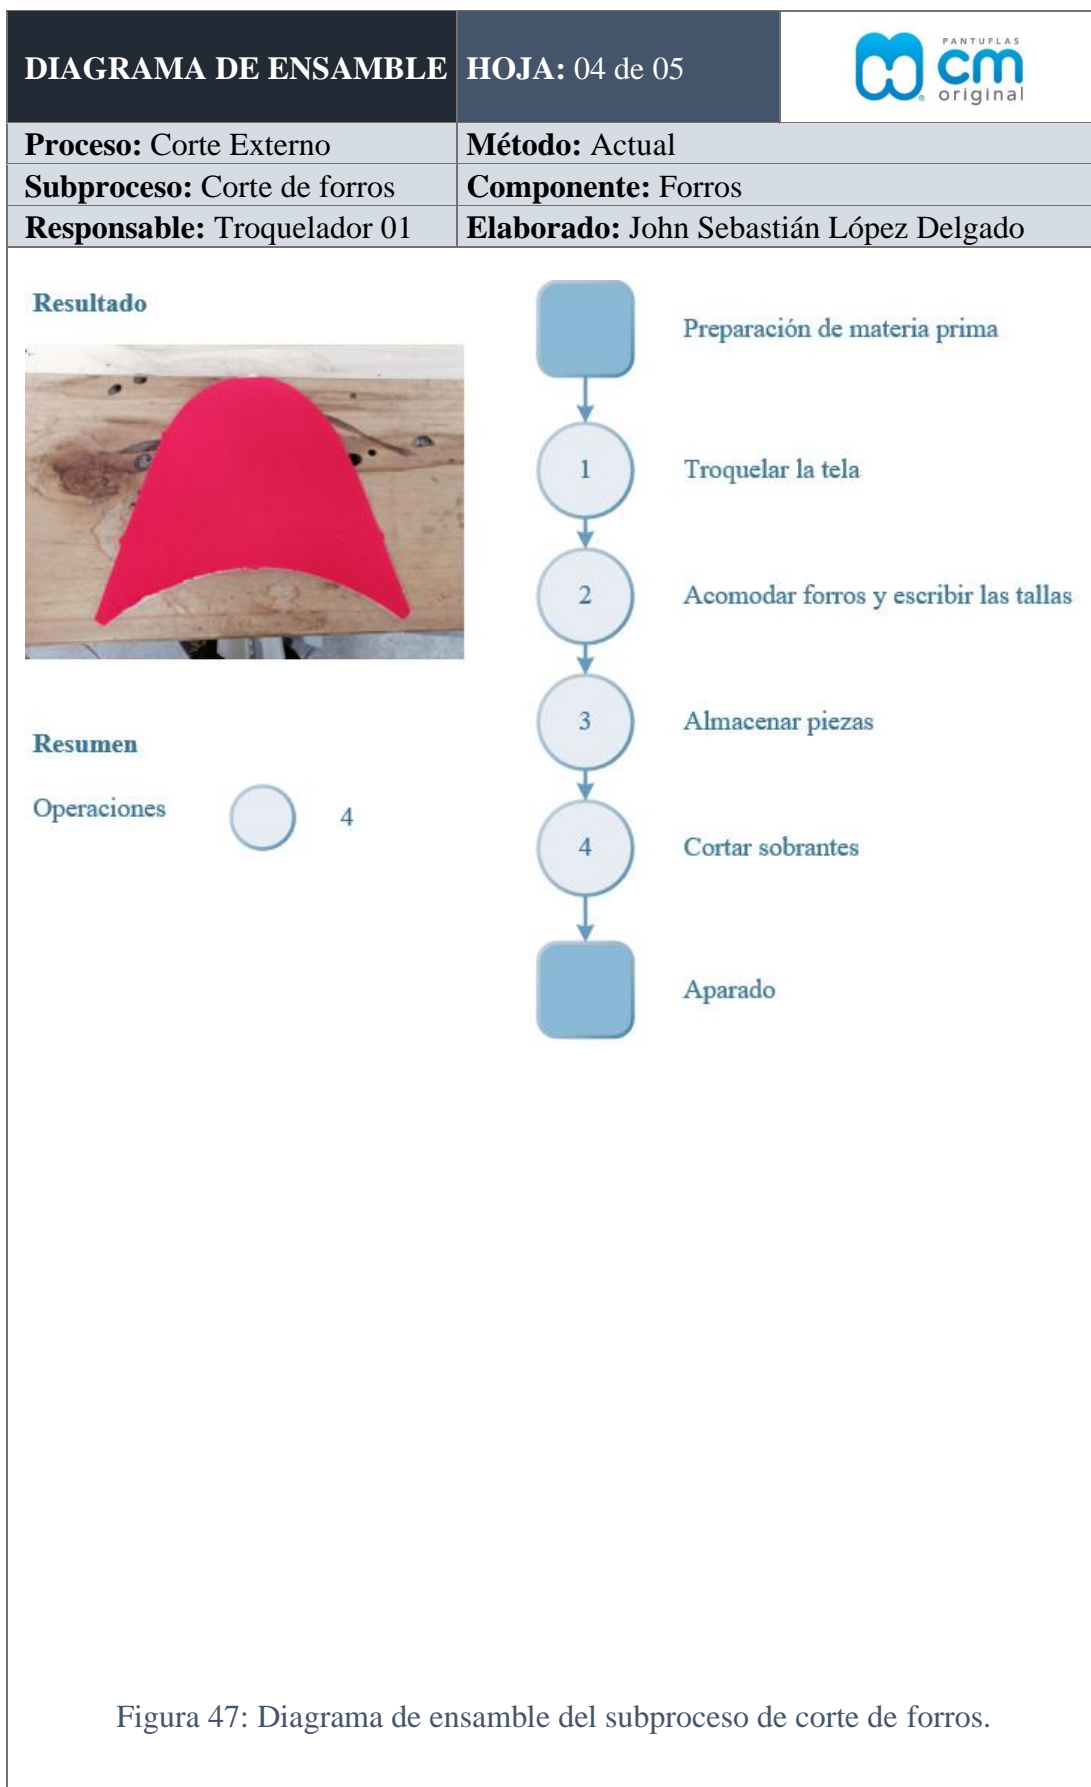 DIAGRAMA DE ENSAMBLE HOJA: 04 de 05
PANTUFLAS
cm
® original
Proceso: Corte Externo Método: Actual
Subproceso: Corte de forros Componente: Forros
Responsable: Troquelador 01 Elaborado: John Sebastián López Delgado
Resultado
Preparación de materia prima
1 Troquelar la tela
2 Acomodar forros y escribir las tallas
3 Almacenar piezas
Resumen
Operaciones 4
4 Cortar sobrantes
Aparado
Figura 47: Diagrama de ensamble del subproceso de corte de forros.